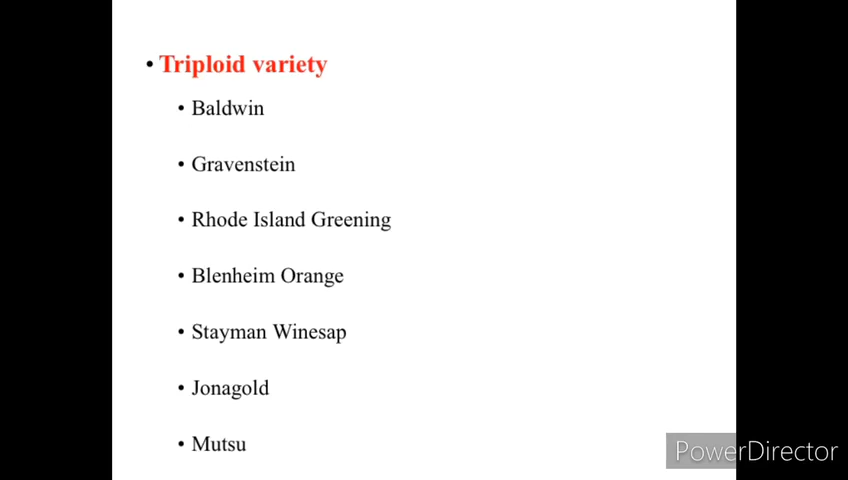 • Triploid variety
• Baldwin
• Gravenstein
• Rhode Island Greening
• Blenheim Orange
• Stayman Winesap
• Jonagold
• Mutsu
PowerDirector